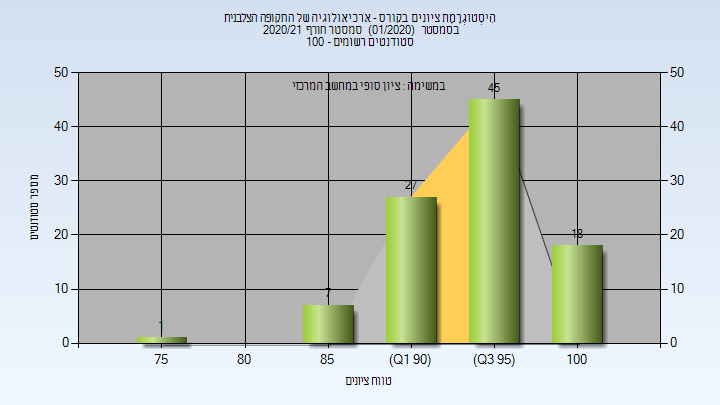 היסטוגרמת ציונים בקורס - ארכיאולוגיה של התקופה הצלבנית
בסמסטר (01/2020) סמסטר חורף 2020/21
סטודנטים רשומים - 100
במשימה : ציון סופי במחשב המרכזי
50 50
45
40 40
30 30
27
20 20
18
10 10
7
1
0 0
75 80 85 (Q1 90) (Q3 95) 100
מספר סטודנטים
טווח ציונים